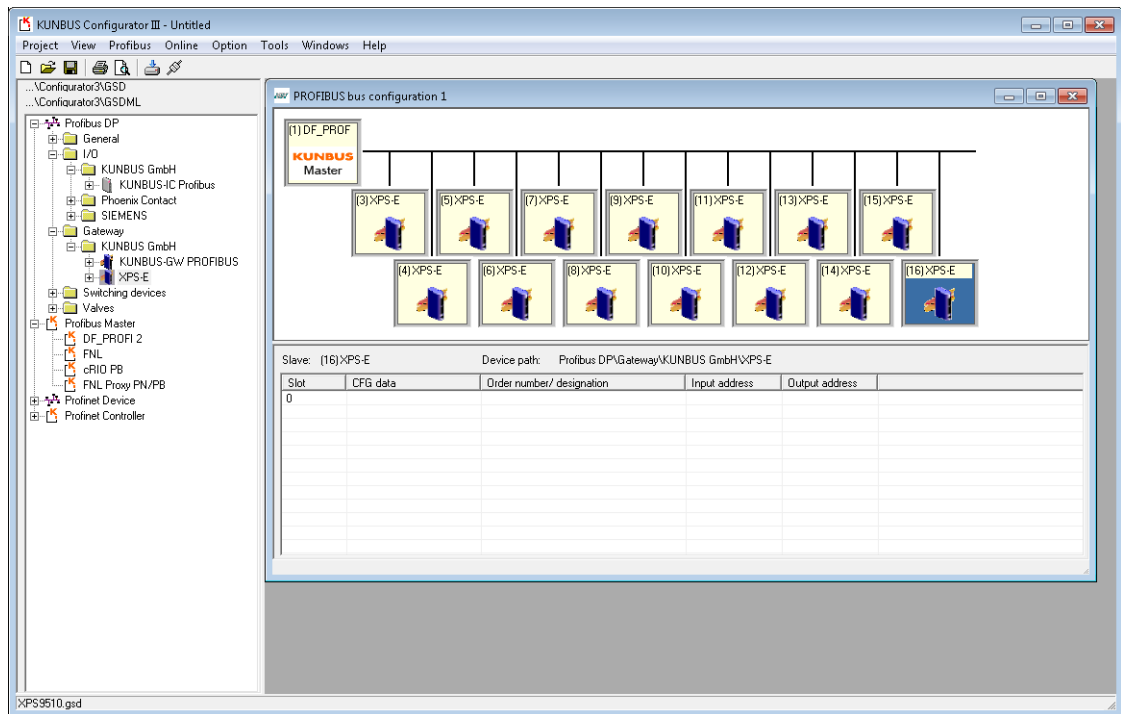 KUNBUS Configurator III - Untitled
Project View Profibus Online Option Tools Windows Help
...\Configurator3\GSD
...\Configurator3\GSDML
Profibus DP
General
I/O
KUNBUS GmbH
KUNBUS-IC Profibus
Phoenix Contact
SIEMENS
Gateway
KUNBUS GmbH
KUNBUS-GW PROFIBUS
XPS-E
Switching devices
Valves
Profibus Master
DF_PROFI 2
FNL
cRIO PB
FNL Proxy PN/PB
Profinet Device
Profinet Controller
PROFIBUS bus configuration 1
(1) DF_PROF
KUNBUS
Master
(3) XPS-E (5) XPS-E (7) XPS-E (9) XPS-E (11) XPS-E (13) XPS-E (15) XPS-E
(4) XPS-E (6) XPS-E (8) XPS-E (10) XPS-E (12) XPS-E (14) XPS-E (16) XPS-E
Slave: (16) XPS-E Device path: Profibus DP\Gateway\KUNBUS GmbH\XPS-E
Slot CFG data Order number/ designation Input address Output address
0
XPS9510.gsd